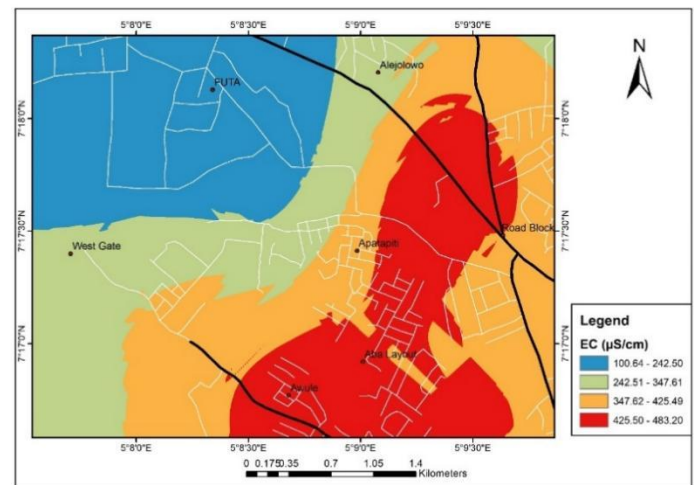 5°8'0"E 5°8'30"E 5°9'0"E 5°9'30"E
N
Alejolowo
FUTA
7°18'0"N 7°18'0"N
Road Block
7°17'30"N 7°17'30"N
West Gate
Apatapiti
Legend
EC (µS/cm)
100.64 - 242.50
242.51 - 347.61
347.62 - 425.49
425.50 - 483.20
7°17'0"N 7°17'0"N
Aba Layout
Awule
5°8'0"E 5°8'30"E 5°9'0"E 5°9'30"E
0 0.175 0.35 0.7 1.05 1.4
Kilometers